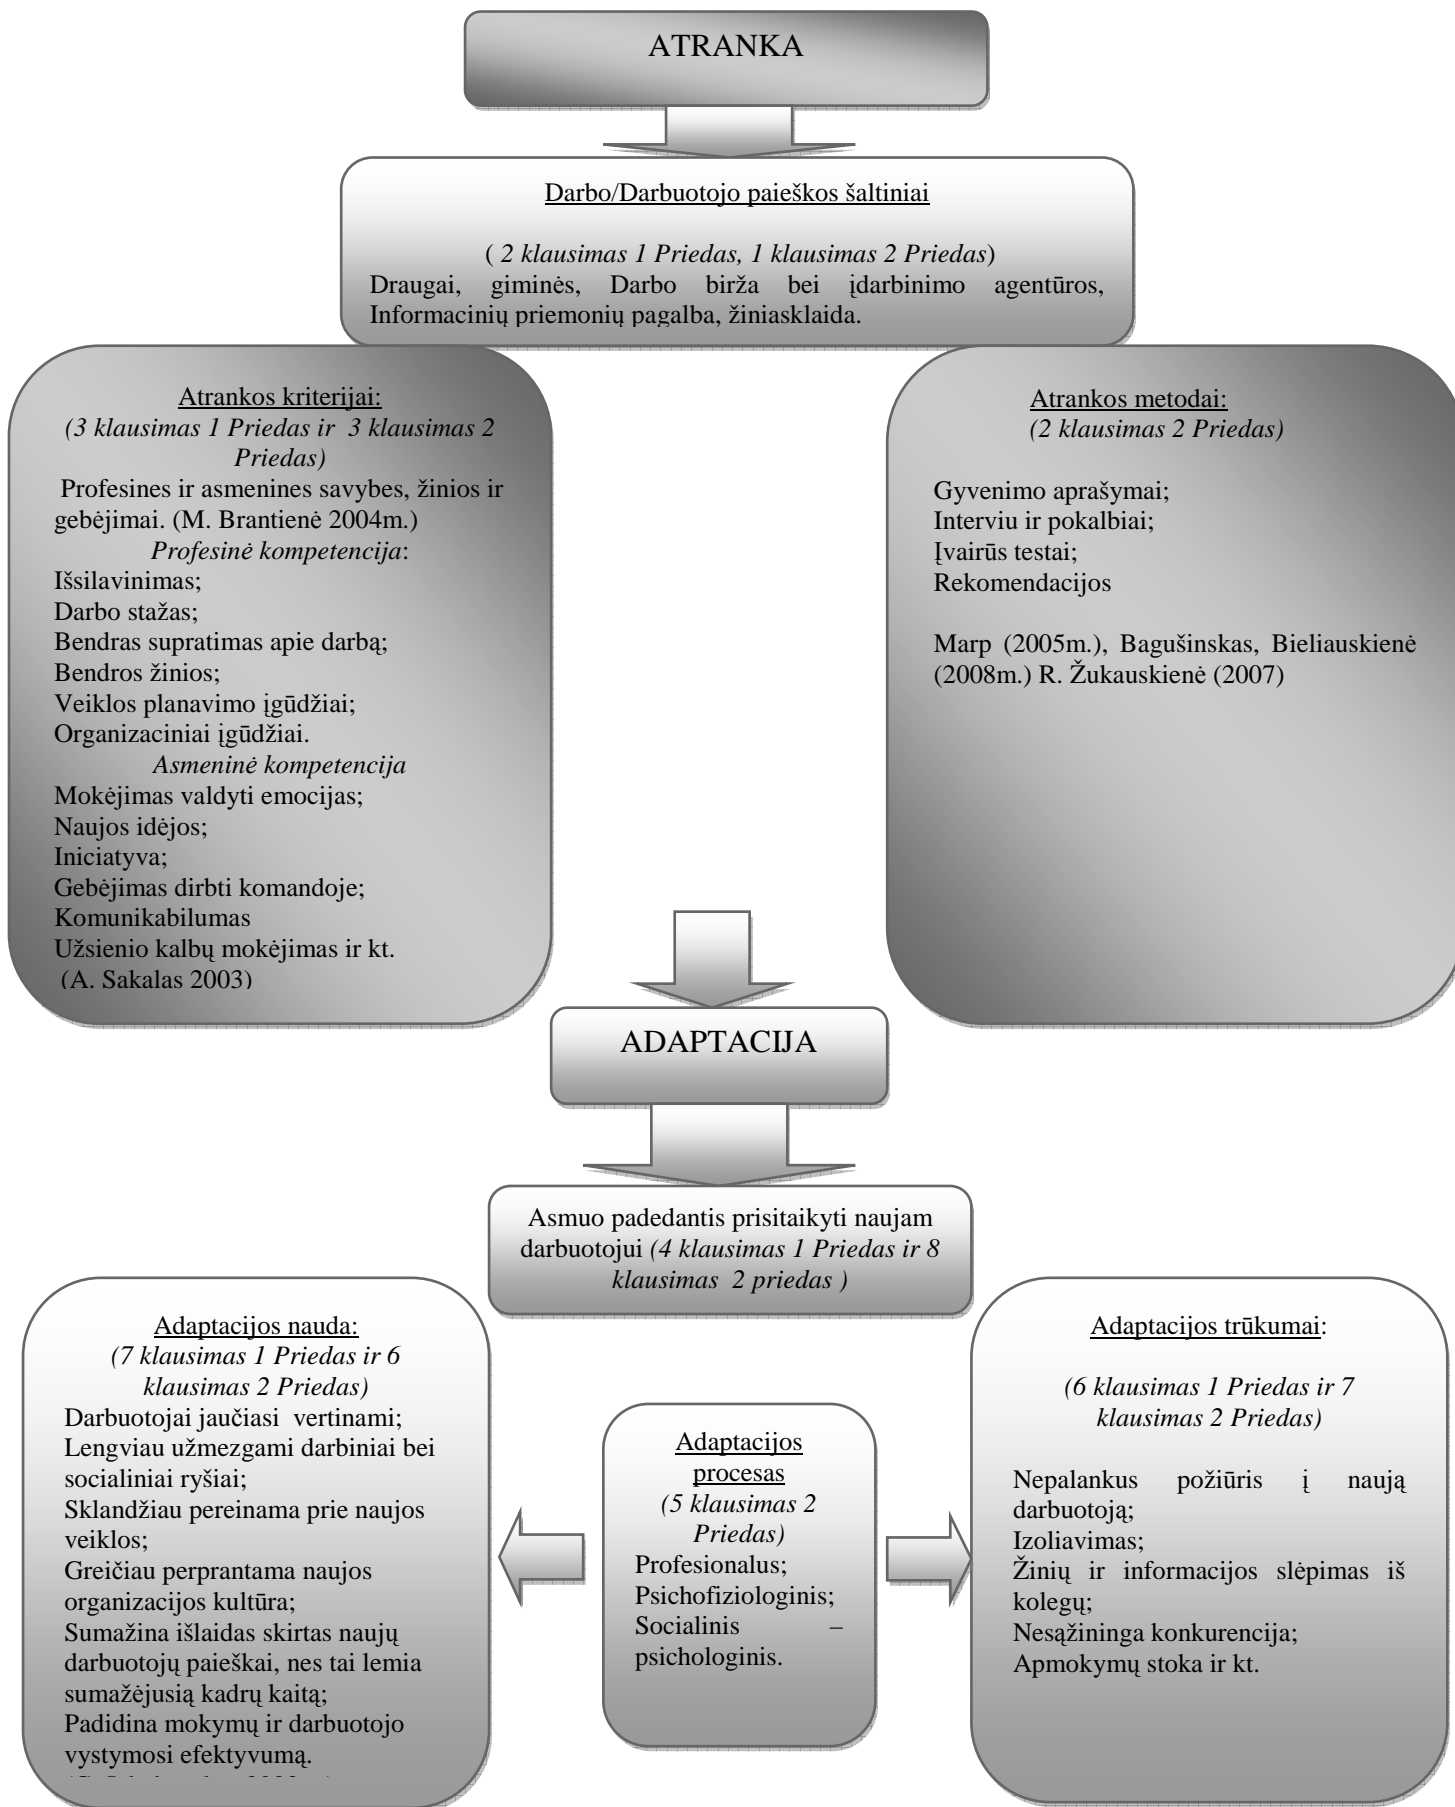 ATRANKA
Darbo/Darbuotojo paieškos šaltiniai
( 2 klausimas 1 Priedas, 1 klausimas 2 Priedas)
Draugai, giminės, Darbo birža bei įdarbinimo agentūros,
Informacinių priemonių pagalba, žiniasklaida.
Atrankos kriterijai:
(3 klausimas 1 Priedas ir 3 klausimas 2
Priedas)
Profesines ir asmenines savybes, žinios ir
gebėjimai. (M. Brantienė 2004m.)
Profesinė kompetencija:
Išsilavinimas;
Darbo stažas;
Bendras supratimas apie darbą;
Bendros žinios;
Veiklos planavimo įgūdžiai;
Organizaciniai įgūdžiai.
Asmeninė kompetencija
Mokėjimas valdyti emocijas;
Naujos idėjos;
Iniciatyva;
Gebėjimas dirbti komandoje;
Komunikabilumas
Užsienio kalbų mokėjimas ir kt.
(A. Sakalas 2003)
Atrankos metodai:
(2 klausimas 2 Priedas)
Gyvenimo aprašymai;
Interviu ir pokalbiai;
Įvairūs testai;
Rekomendacijos
Marp (2005m.), Bagušinskas, Bieliauskienė
(2008m.) R. Žukauskienė (2007)
ADAPTACIJA
Asmuo padedantis prisitaikyti naujam
darbuotojui (4 klausimas 1 Priedas ir 8
klausimas 2 priedas )
Adaptacijos nauda:
(7 klausimas 1 Priedas ir 6
klausimas 2 Priedas)
Darbuotojai jaučiasi vertinami;
Lengviau užmezgami darbiniai bei
socialiniai ryšiai;
Sklandžiau pereinama prie naujos
veiklos;
Greičiau perprantama naujos
organizacijos kultūra;
Sumažina išlaidas skirtas naujų
darbuotojų paieškai, nes tai lemia
sumažėjusią kadrų kaitą;
Padidina mokymų ir darbuotojo
vystymosi efektyvumą.
Adaptacijos
procesas
(5 klausimas 2
Priedas)
Profesionalus;
Psichofiziologinis;
Socialinis –
psichologinis.
Adaptacijos trūkumai:
(6 klausimas 1 Priedas ir 7
klausimas 2 Priedas)
Nepalankus požiūris į naują
darbuotoją;
Izoliavimas;
Žinių ir informacijos slėpimas iš
kolegų;
Nesąžininga konkurencija;
Apmokymų stoka ir kt.